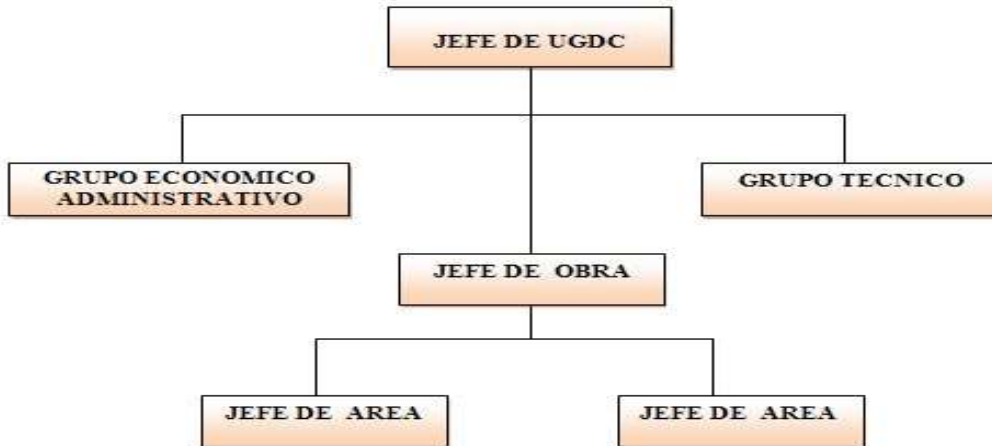 JEFE DE UGDC
GRUPO ECONOMICO
ADMINISTRATIVO
GRUPO TECNICO
JEFE DE OBRA
JEFE DE AREA
JEFE DE AREA